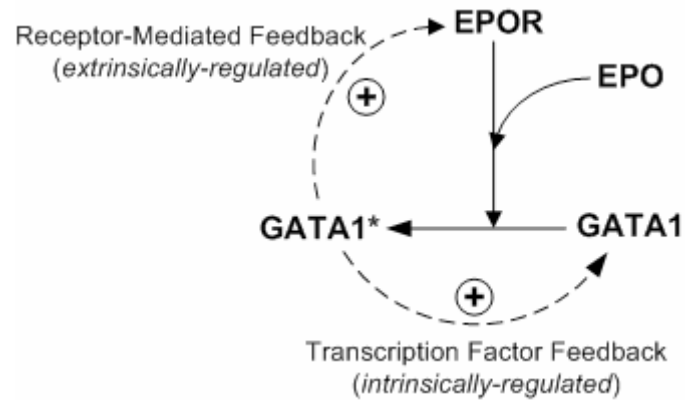 Receptor-Mediated Feedback
(extrinsically-regulated)
EPOR
EPO
+
GATA1*
GATA1
+
Transcription Factor Feedback
(intrinsically-regulated)